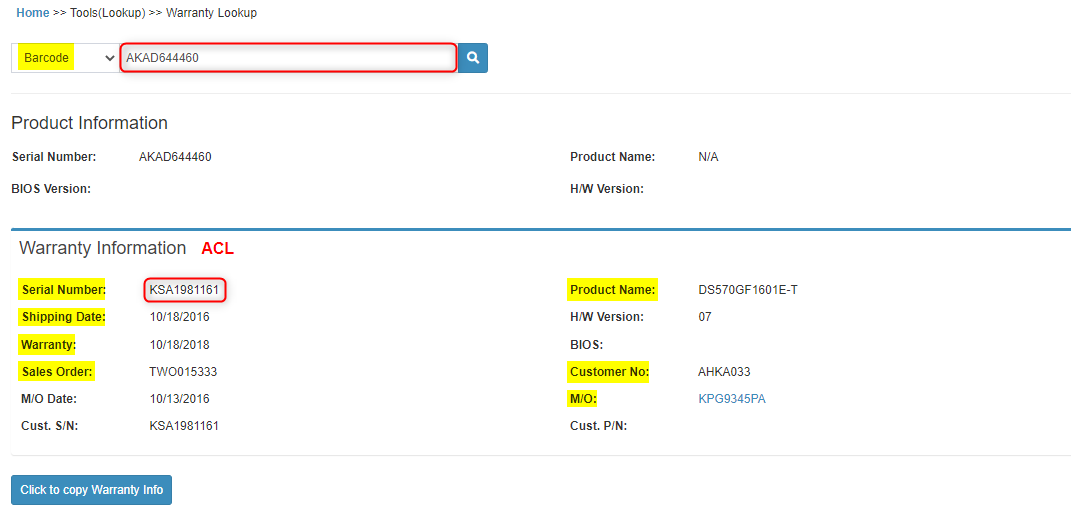 Home >> Tools(Lookup) >> Warranty Lookup
Barcode AKAD644460
Product Information
Serial Number: AKAD644460 Product Name: N/A
BIOS Version: H/W Version:
Warranty Information ACL
Serial Number: KSA1981161 Product Name: DS570GF1601E-T
Shipping Date: 10/18/2016 H/W Version: 07
Warranty: 10/18/2018 BIOS:
Sales Order: TWO015333 Customer No: AHKA033
M/O Date: 10/13/2016 M/O: KPG9345PA
Cust. S/N: KSA1981161 Cust. P/N:
Click to copy Warranty Info